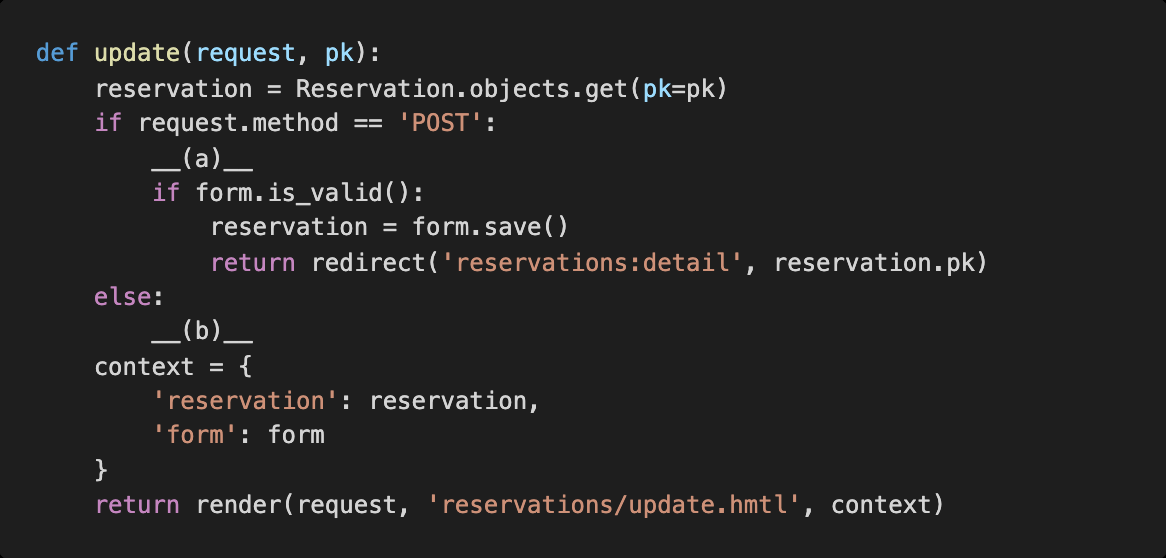 def update(request, pk):
    reservation = Reservation.objects.get(pk=pk)
    if request.method == 'POST':
        __(a)__
        if form.is_valid():
            reservation = form.save()
            return redirect('reservations:detail', reservation.pk)
    else:
        __(b)__
    context = {
        'reservation': reservation,
        'form': form
    }
    return render(request, 'reservations/update.hmtl', context)